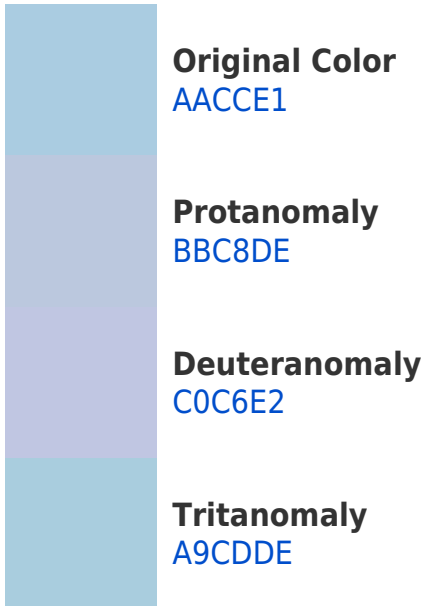 Original Color
AACCE1
Protanomaly
BBC8DE
Deuteranomaly
C0C6E2
Tritanomaly
A9CDDE